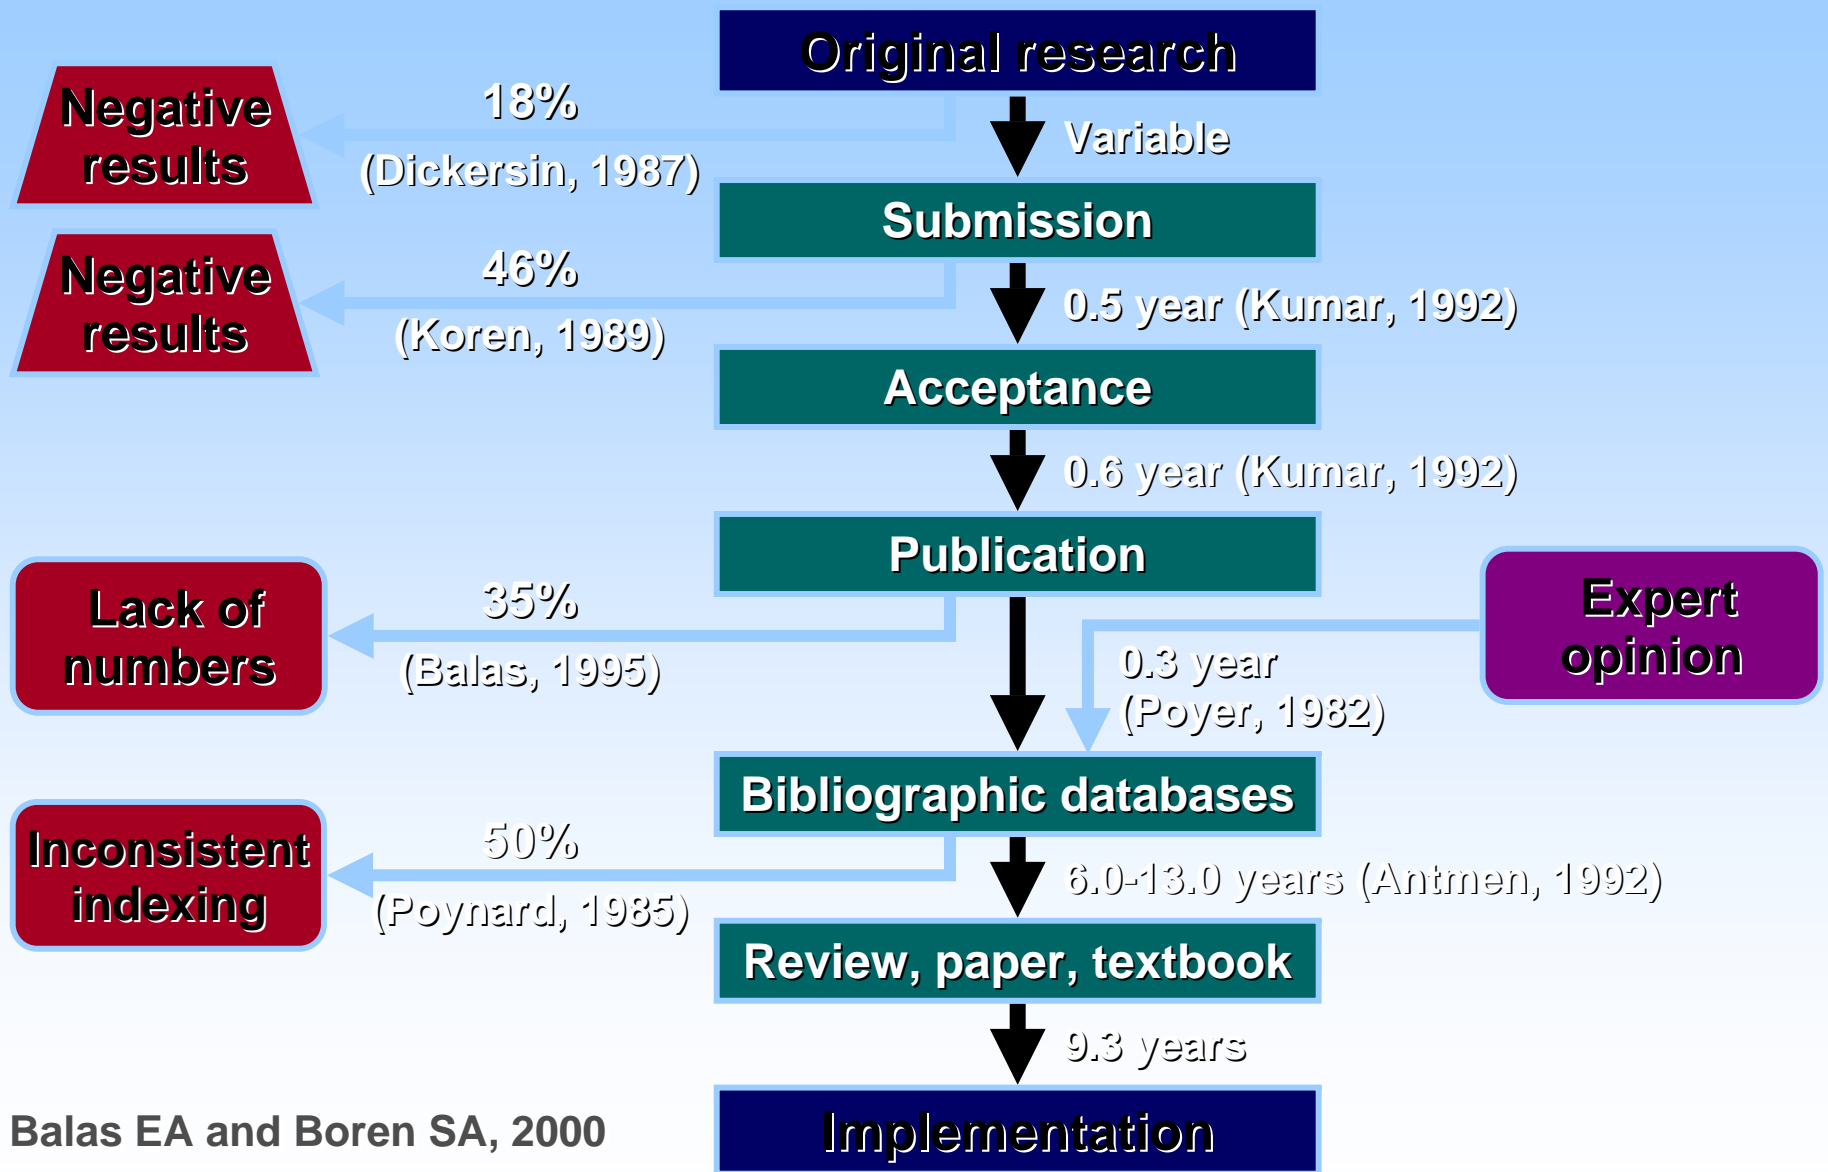 Original research
Negative
results
18%
(Dickersin, 1987)
Variable
Submission
Negative
results
46%
(Koren, 1989)
0.5 year (Kumar, 1992)
Acceptance
0.6 year (Kumar, 1992)
Publication
Lack of
numbers
35%
(Balas, 1995)
0.3 year
(Poyer, 1982)
Expert
opinion
Bibliographic databases
Inconsistent
indexing
50%
(Poynard, 1985)
6.0-13.0 years (Antmen, 1992)
Review, paper, textbook
9.3 years
Implementation
Balas EA and Boren SA, 2000